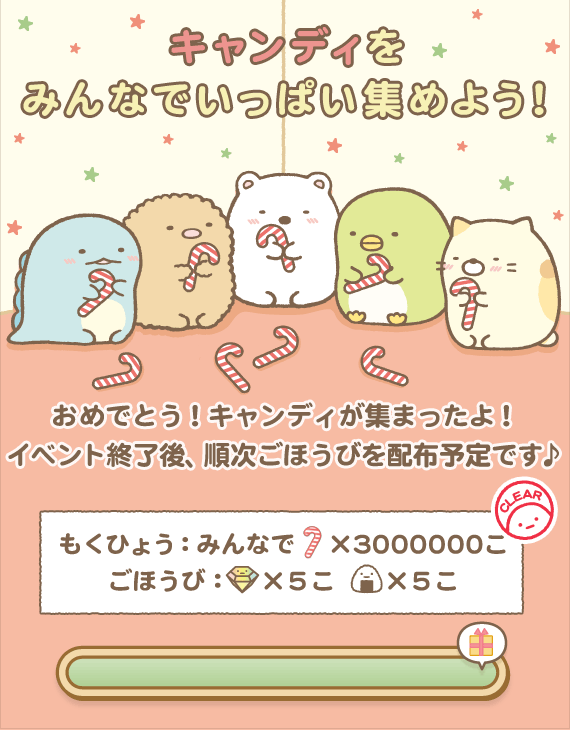 キャンディを
みんなでいっぱい集めよう!
おめでとう!キャンディが集まったよ!
イベント終了後、順次ごほうびを配布予定です♪
CLEAR
もくひょう:みんなで ×3000000こ
ごほうび: ×5こ ×5こ